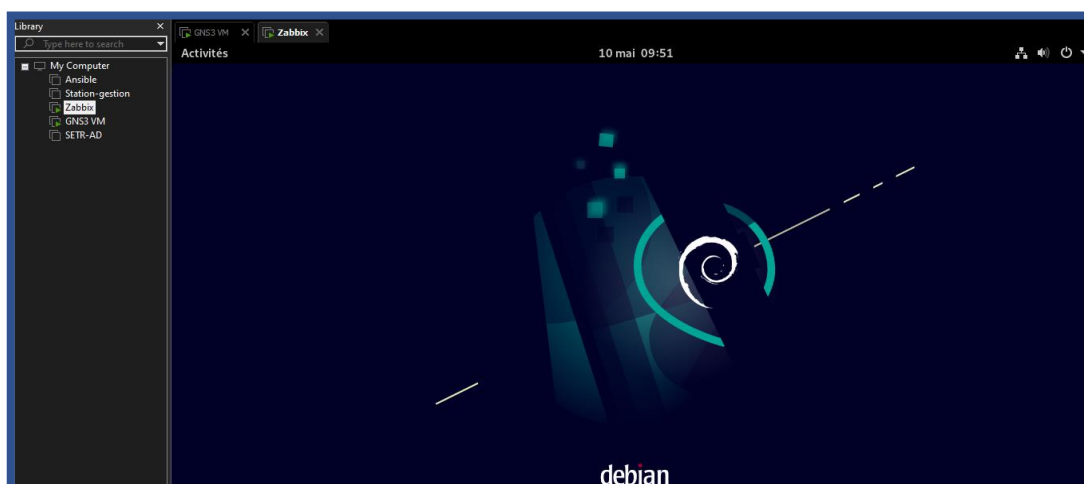 Library
Type here to search
My Computer
Ansible
Station-gestion
Zabbix
GNS3 VM
SETR-AD
GNS3 VM Zabbix
Activités 10 mai 09:51
debian